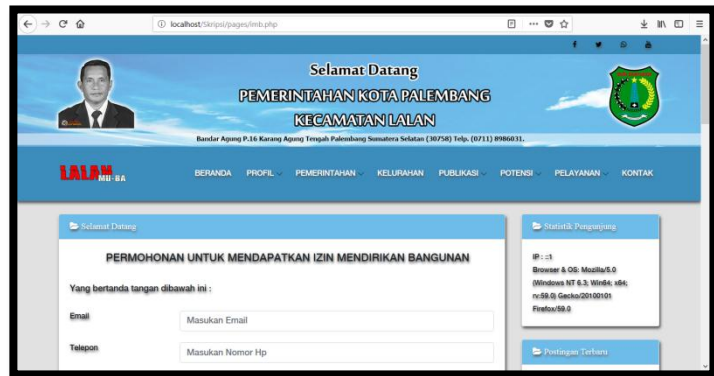 localhost/Skripsi/pages/imb.php
Selamat Datang
PEMERINTAHAN KOTA PALEMBANG
KECAMATAN LALAN
Bandar Agung P.16 Karang Agung Tengah Palembang Sumatera Selatan (30758) Telp. (0711) 8986031.
LALAN MU-BA
BERANDA PROFIL PEMERINTAHAN KELURAHAN PUBLIKASI POTENSI PELAYANAN KONTAK
Selamat Datang
PERMOHONAN UNTUK MENDAPATKAN IZIN MENDIRIKAN BANGUNAN
Yang bertanda tangan dibawah ini :
Email
Masukan Email
Telepon
Masukan Nomor Hp
Statistik Pengunjung
IP : ::1
Browser & OS: Mozilla/5.0
(Windows NT 6.3; Win64; x64;
rv:59.0) Gecko/20100101
Firefox/59.0
Postingan Terbaru